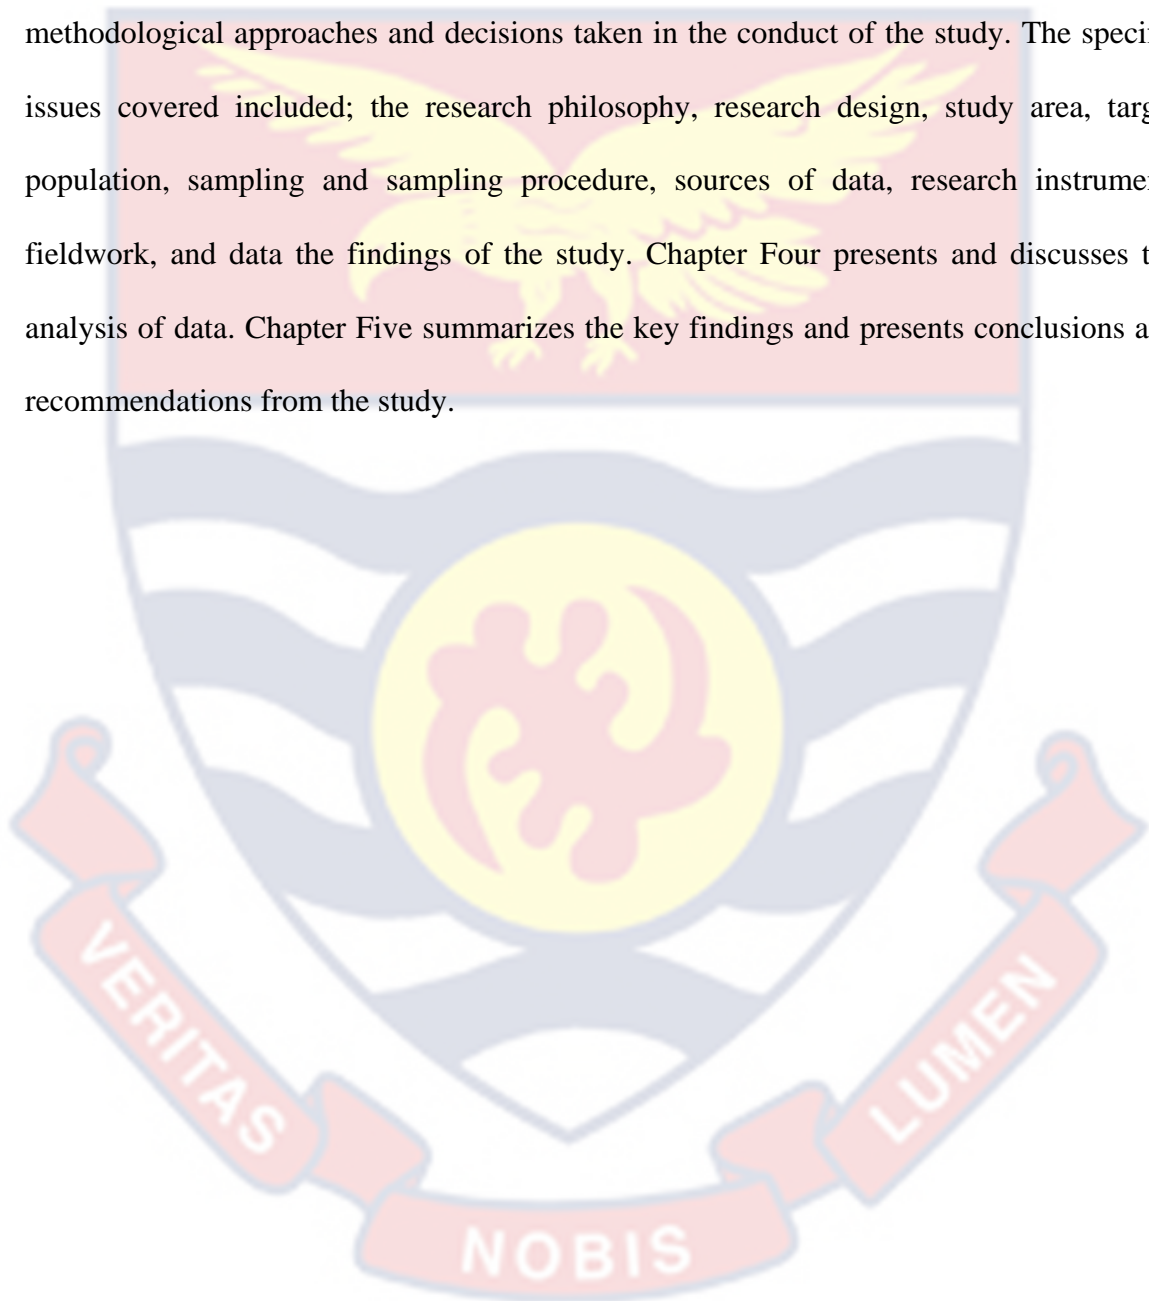 methodological approaches and decisions taken in the conduct of the study. The specif
issues covered included; the research philosophy, research design, study area, targ
population, sampling and sampling procedure, sources of data, research instrumen
fieldwork, and data the findings of the study. Chapter Four presents and discusses t
analysis of data. Chapter Five summarizes the key findings and presents conclusions a
recommendations from the study.
VERITAS
NOBIS
LUMEN